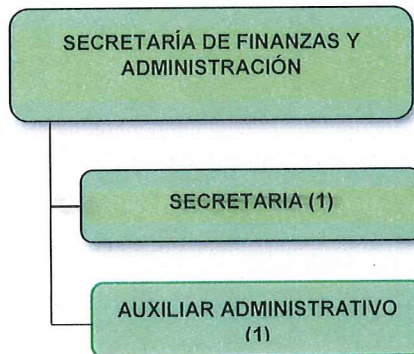 SECRETARÍA DE FINANZAS Y
ADMINISTRACIÓN
SECRETARIA (1)
AUXILIAR ADMINISTRATIVO
(1)